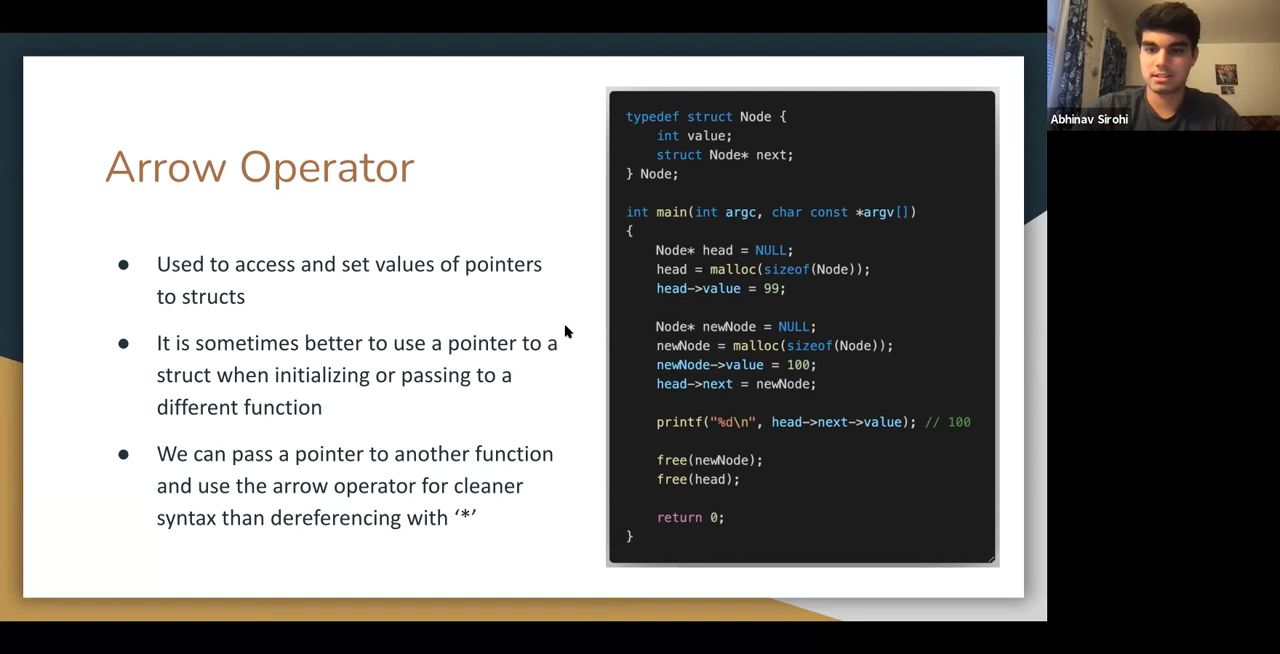 Arrow Operator
● Used to access and set values of pointers
to structs
● It is sometimes better to use a pointer to a
struct when initializing or passing to a
different function
● We can pass a pointer to another function
and use the arrow operator for cleaner
syntax than dereferencing with ‘*’
typedef struct Node {
    int value;
    struct Node* next;
} Node;
int main(int argc, char const *argv[])
{
    Node* head = NULL;
    head = malloc(sizeof(Node));
    head->value = 99;
    Node* newNode = NULL;
    newNode = malloc(sizeof(Node));
    newNode->value = 100;
    head->next = newNode;
    printf("%d\n", head->next->value); // 100
    free(newNode);
    free(head);
    return 0;
}
Abhinav Sirohi